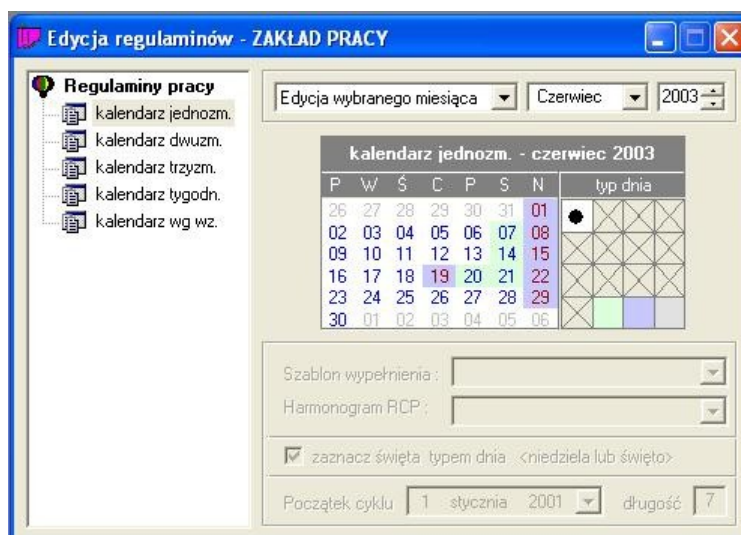 Edycja regulaminów - ZAKŁAD PRACY
Regulaminy pracy
kalendarz jednozm.
kalendarz dwuzm.
kalendarz trzyzm.
kalendarz tygodn.
kalendarz wg wz.
Edycja wybranego miesiąca Czerwiec 2003
kalendarz jednozm. - czerwiec 2003
P W Ś C P S N typ dnia
26 27 28 29 30 31 01
02 03 04 05 06 07 08
09 10 11 12 13 14 15
16 17 18 19 20 21 22
23 24 25 26 27 28 29
30 01 02 03 04 05 06
Szablon wypełnienia :
Harmonogram RCP :
zaznacz święta typem dnia <niedziela lub święto>
Początek cyklu 1 stycznia 2001 długość 7